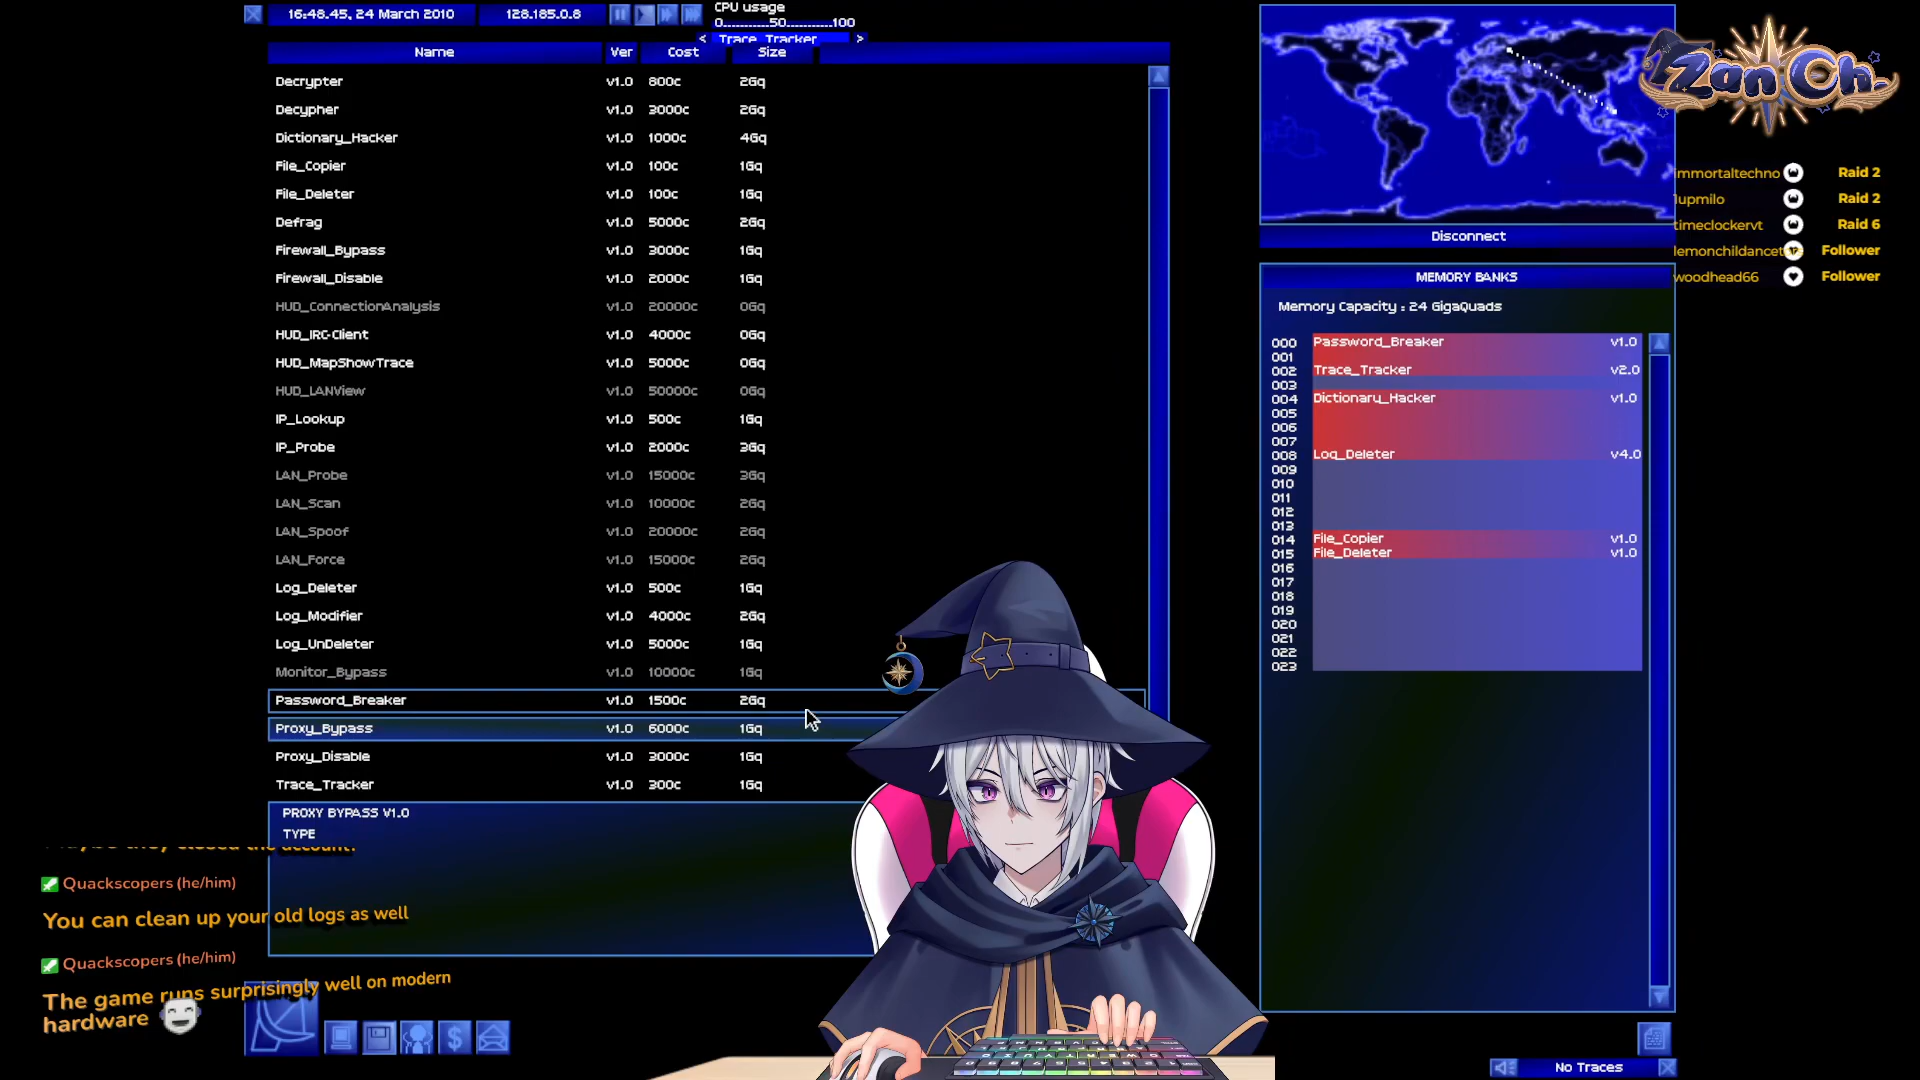 16:48.45, 24 March 2010
128.185.0.8
CPU usage
0..........50..........100
< Trace_Tracker >
Name Ver Cost Size
Decrypter v1.0 800c 2Gq
Decypher v1.0 3000c 2Gq
Dictionary_Hacker v1.0 1000c 4Gq
File_Copier v1.0 100c 1Gq
File_Deleter v1.0 100c 1Gq
Defrag v1.0 5000c 2Gq
Firewall_Bypass v1.0 3000c 1Gq
Firewall_Disable v1.0 2000c 1Gq
HUD_ConnectionAnalysis v1.0 20000c 0Gq
HUD_IRC-Client v1.0 4000c 0Gq
HUD_MapShowTrace v1.0 5000c 0Gq
HUD_LANView v1.0 50000c 0Gq
IP_Lookup v1.0 500c 1Gq
IP_Probe v1.0 2000c 3Gq
LAN_Probe v1.0 15000c 3Gq
LAN_Scan v1.0 10000c 2Gq
LAN_Spoof v1.0 20000c 2Gq
LAN_Force v1.0 15000c 2Gq
Log_Deleter v1.0 500c 1Gq
Log_Modifier v1.0 4000c 2Gq
Log_UnDeleter v1.0 5000c 1Gq
Monitor_Bypass v1.0 10000c 1Gq
Password_Breaker v1.0 1500c 2Gq
Proxy_Bypass v1.0 6000c 1Gq
Proxy_Disable v1.0 3000c 1Gq
Trace_Tracker v1.0 300c 1Gq
PROXY BYPASS V1.0
TYPE
Maybe they closed the account?
Quackscopers (he/him)
You can clean up your old logs as well
Quackscopers (he/him)
The game runs surprisingly well on modern
hardware
Disconnect
MEMORY BANKS
Memory Capacity : 24 GigaQuads
000 Password_Breaker v1.0
001
002 Trace_Tracker v2.0
003
004 Dictionary_Hacker v1.0
005
006
007
008 Log_Deleter v4.0
009
010
011
012
013
014 File_Copier v1.0
015 File_Deleter v1.0
016
017
018
019
020
021
022
023
No Traces
Zan Ch.
immortaltechno Raid 2
1upmilo Raid 2
timeclockervt Raid 6
lemonchildancet Follower
woodhead66 Follower